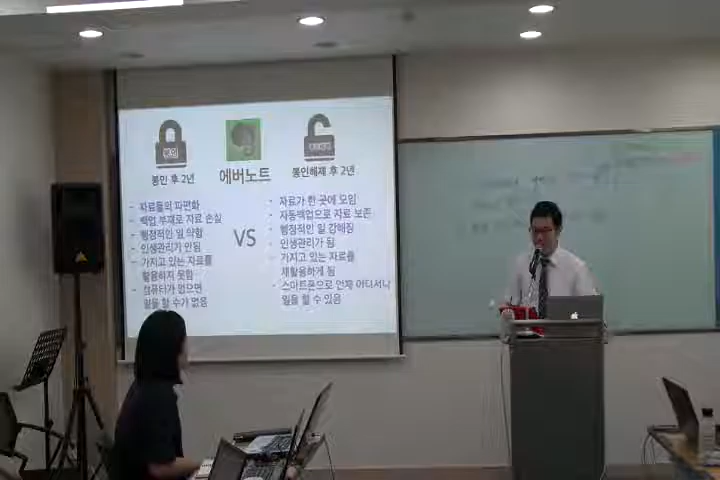 봉인
봉인 후 2년
에버노트
봉인해제 후 2년
- 자료들의 파편화
- 백업 부재로 자료 손실
- 행정적인 일 약함
- 인생관리가 안됨
- 가지고 있는 자료를
활용하지 못함
- 컴퓨터가 없으면
일을 할 수가 없음
VS
- 자료가 한 곳에 모임
- 자동백업으로 자료 보존
- 행정적인 일 강해짐
- 인생관리가 됨
- 가지고 있는 자료를
재활용하게 됨
- 스마트폰으로 언제 어디서나
일을 할 수 있음